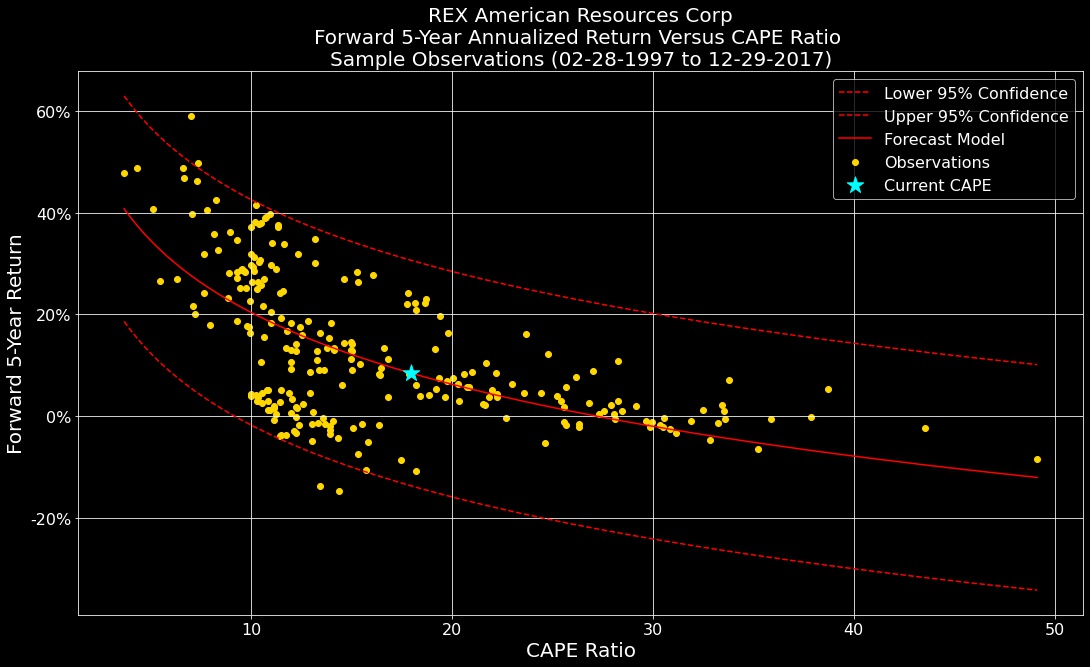 REX American Resources Corp
Forward 5-Year Annualized Return Versus CAPE Ratio
Sample Observations (02-28-1997 to 12-29-2017)
Lower 95% Confidence
Upper 95% Confidence
Forecast Model
Observations
Current CAPE
Forward 5-Year Return
60%
40%
20%
0%
-20%
10 20 30 40 50
CAPE Ratio